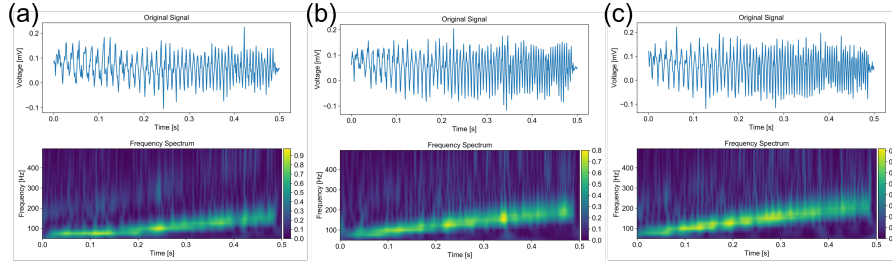 (a)
Original Signal
Voltage [mV]
0.2
0.1
0.0
−0.1
0.0 0.1 0.2 0.3 0.4 0.5
Time [s]
Frequency Spectrum
Frequency [Hz]
400
300
200
100
0.0 0.1 0.2 0.3 0.4 0.5
Time [s]
0.9
0.8
0.7
0.6
0.5
0.4
0.3
0.2
0.1
0.0
(b)
Original Signal
Voltage [mV]
0.2
0.1
0.0
−0.1
0.0 0.1 0.2 0.3 0.4 0.5
Time [s]
Frequency Spectrum
Frequency [Hz]
400
300
200
100
0.0 0.1 0.2 0.3 0.4 0.5
Time [s]
0.8
0.7
0.6
0.5
0.4
0.3
0.2
0.1
0.0
(c)
Original Signal
Voltage [mV]
0.2
0.1
0.0
−0.1
0.0 0.1 0.2 0.3 0.4 0.5
Time [s]
Frequency Spectrum
Frequency [Hz]
400
300
200
100
0.0 0.1 0.2 0.3 0.4 0.5
Time [s]